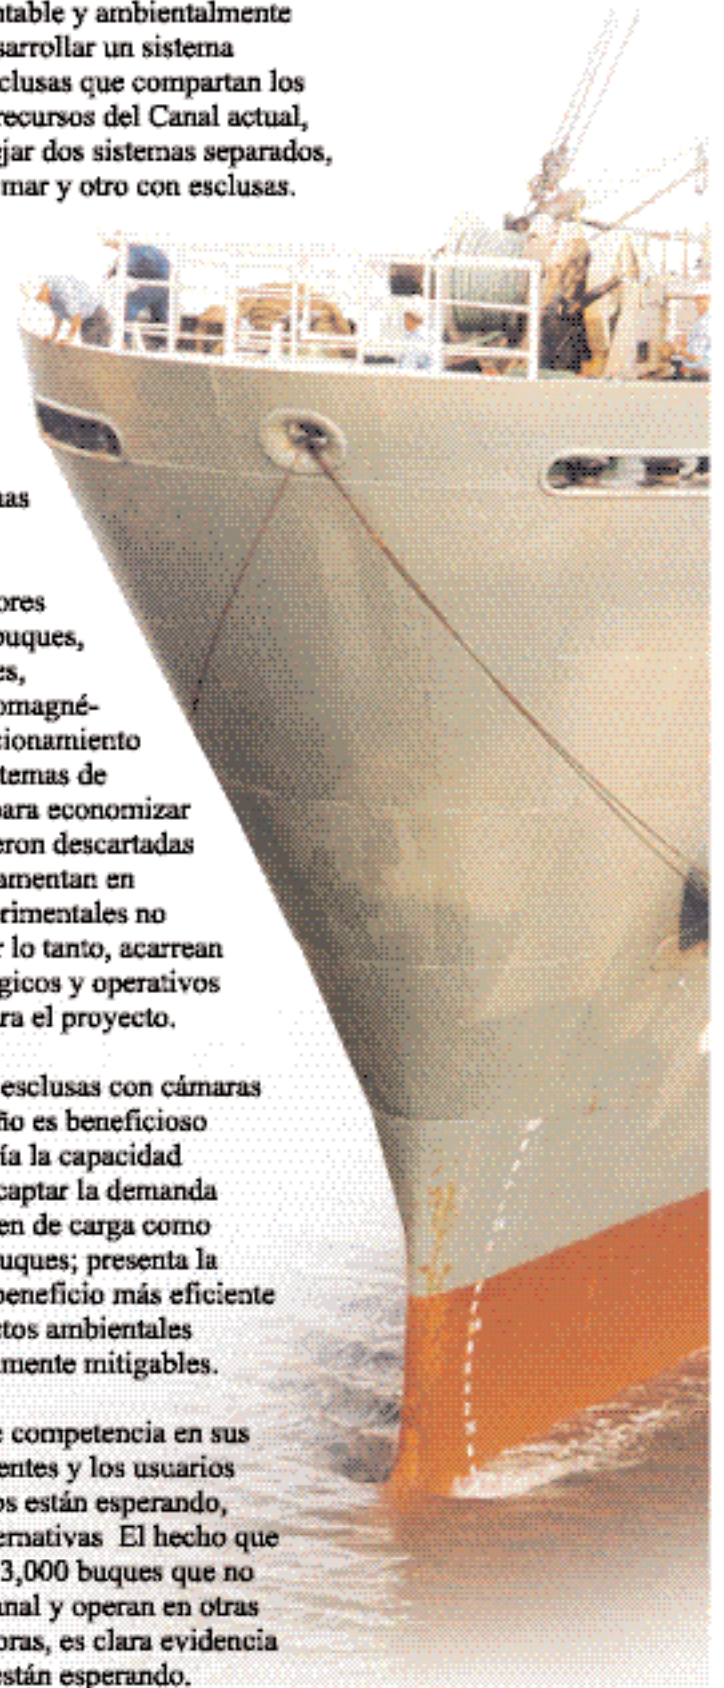 ntable y ambientalmente
sarrollar un sistema
clusas que compartan los
recursos del Canal actual,
jar dos sistemas separados,
mar y otro con esclusas.
nas
ores
buques,
es,
omagné-
cionamiento
temas de
para economizar
eron descartadas
amentan en
rimentales no
r lo tanto, acarrean
gicos y operativos
ra el proyecto.
esclusas con cámaras
ño es beneficioso
ía la capacidad
captar la demanda
en de carga como
uques; presenta la
beneficio más eficiente
ctos ambientales
amente mitigables.
e competencia en sus
entes y los usuarios
os están esperando,
ernativas El hecho que
3,000 buques que no
anal y operan en otras
oras, es clara evidencia
están esperando.